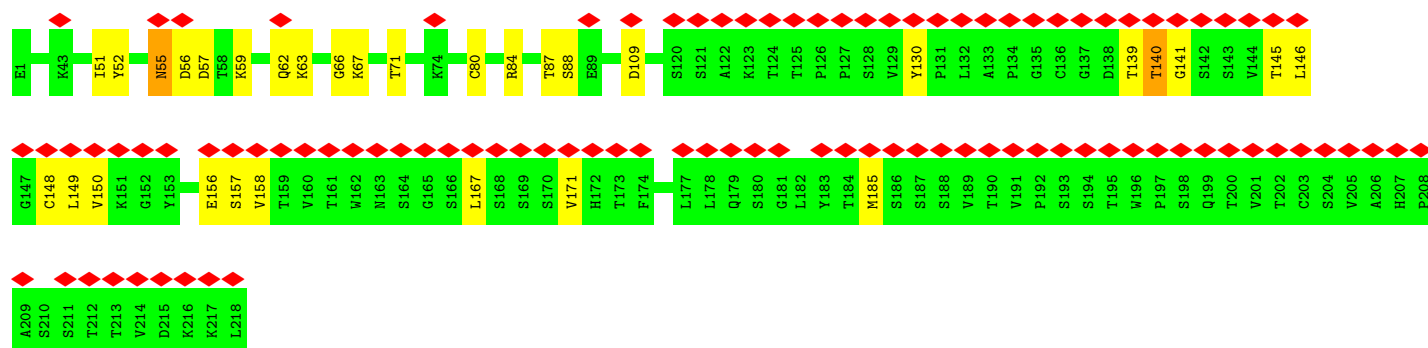 E1 K43 I51 Y52 N55 D56 D57 T58 K59 Q62 K63 G66 K67 T71 K74 C80 R84 T87 S88 E89 D109 S120 S121 A122 K123 T124 T125 P126 P127 S128 V129 Y130 P131 L132 A133 P134 G135 C136 G137 D138 T139 T140 G141 S142 S143 V144 T145 L146
G147 C148 L149 V150 K151 G152 Y153 E156 S157 V158 T159 V160 T161 W162 N163 S164 G165 S166 L167 S168 S169 S170 V171 H172 T173 F174 L177 L178 Q179 S180 G181 L182 Y183 T184 M185 S186 S187 S188 V189 T190 V191 P192 S193 S194 T195 W196 P197 S198 Q199 T200 V201 T202 C203 S204 V205 A206 H207 P208
A209 S210 S211 T212 T213 V214 D215 K216 K217 L218